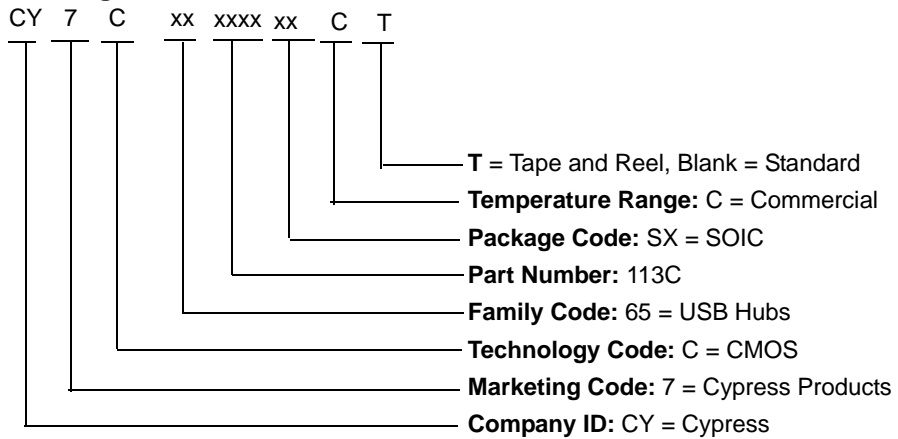 CY 7 C xx xxxx xx C T
T = Tape and Reel, Blank = Standard
Temperature Range: C = Commercial
Package Code: SX = SOIC
Part Number: 113C
Family Code: 65 = USB Hubs
Technology Code: C = CMOS
Marketing Code: 7 = Cypress Products
Company ID: CY = Cypress